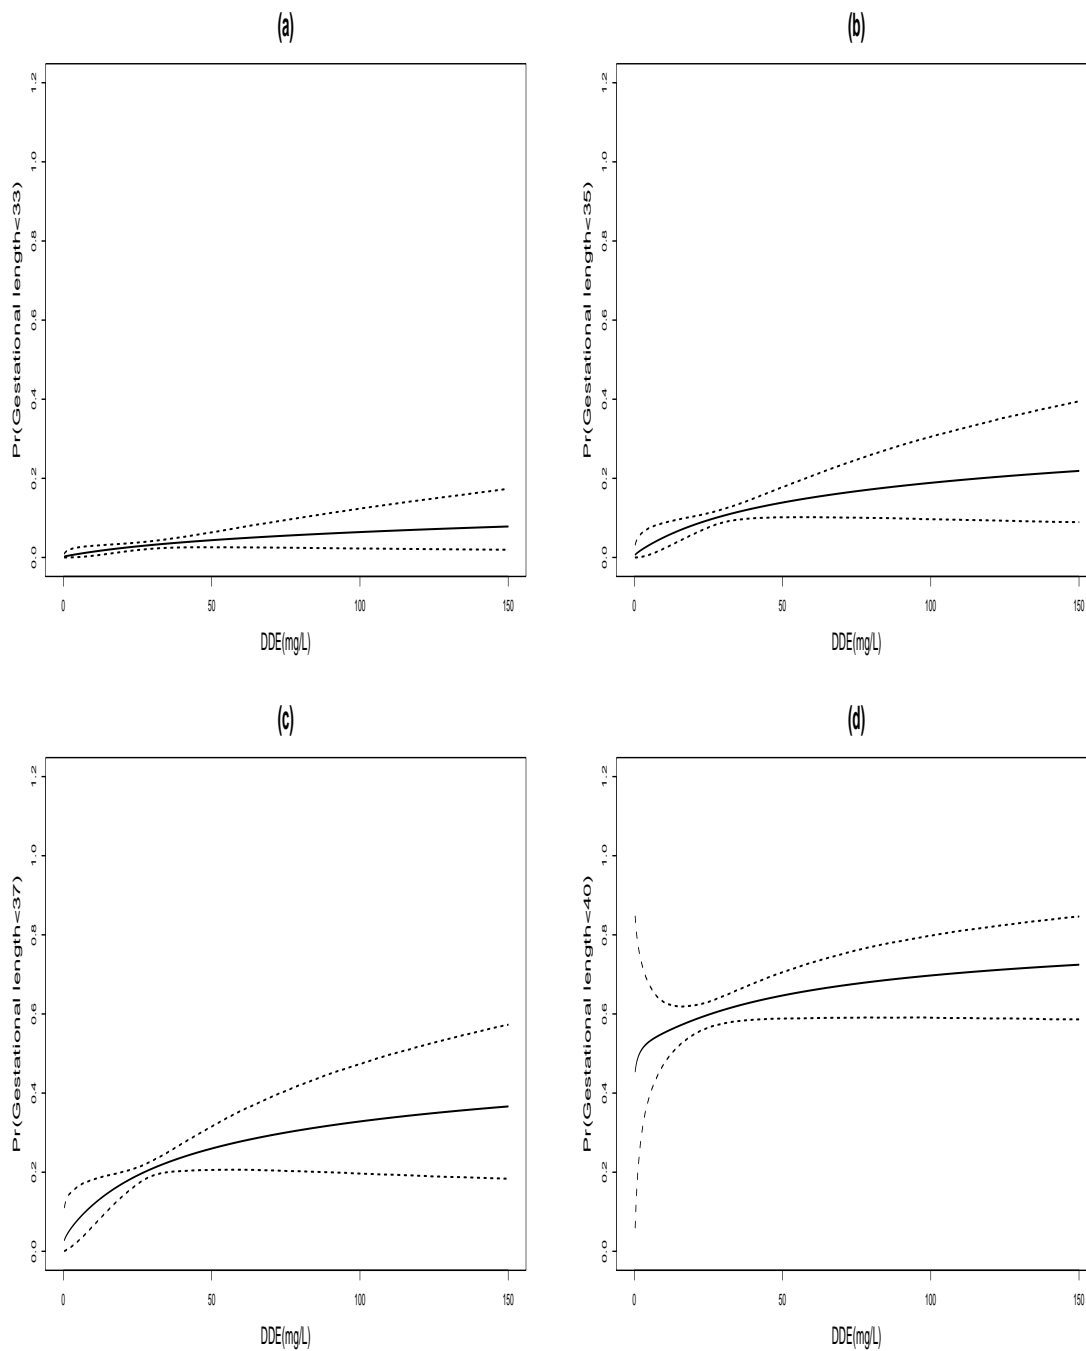 (a)
Pr(Gestational length<33)
1.2
1.0
0.8
0.6
0.4
0.2
0.0
0 50 100 150
DDE(mg/L)
(b)
Pr(Gestational length<35)
1.2
1.0
0.8
0.6
0.4
0.2
0.0
0 50 100 150
DDE(mg/L)
(c)
Pr(Gestational length<37)
1.2
1.0
0.8
0.6
0.4
0.2
0.0
0 50 100 150
DDE(mg/L)
(d)
Pr(Gestational length<40)
1.2
1.0
0.8
0.6
0.4
0.2
0.0
0 50 100 150
DDE(mg/L)